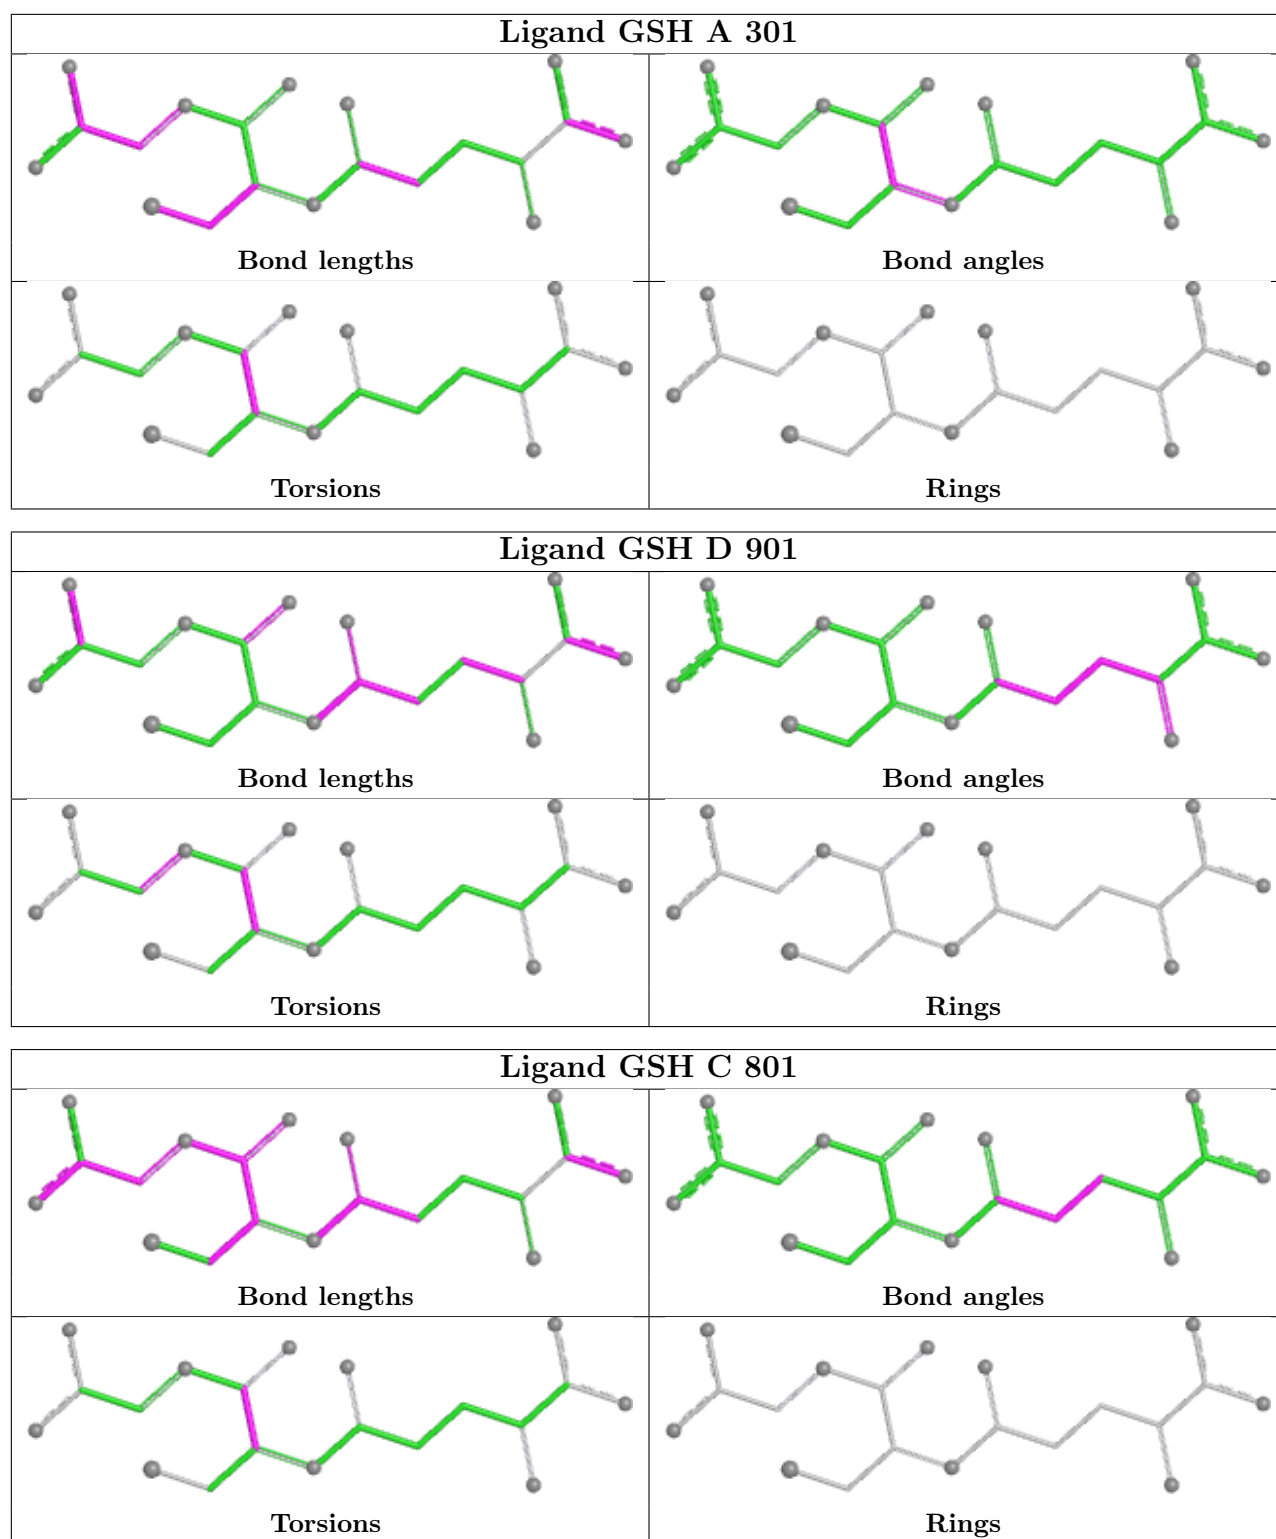 Ligand GSH A 301
Bond lengths
Bond angles
Torsions
Rings
Ligand GSH D 901
Bond lengths
Bond angles
Torsions
Rings
Ligand GSH C 801
Bond lengths
Bond angles
Torsions
Rings